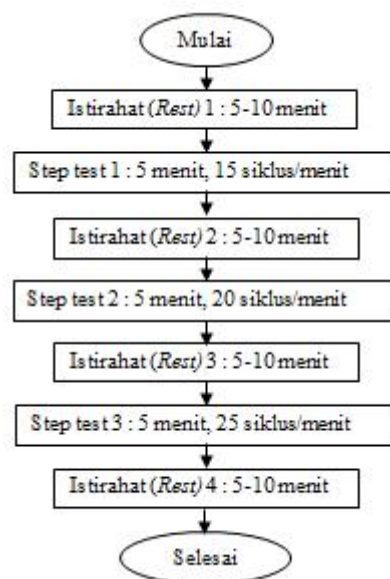 Mulai
Istirahat (Rest) 1 : 5-10 menit
Step test 1 : 5 menit, 15 siklus/menit
Istirahat (Rest) 2 : 5-10 menit
Step test 2 : 5 menit, 20 siklus/menit
Istirahat (Rest) 3 : 5-10 menit
Step test 3 : 5 menit, 25 siklus/menit
Istirahat (Rest) 4 : 5-10 menit
Selesai